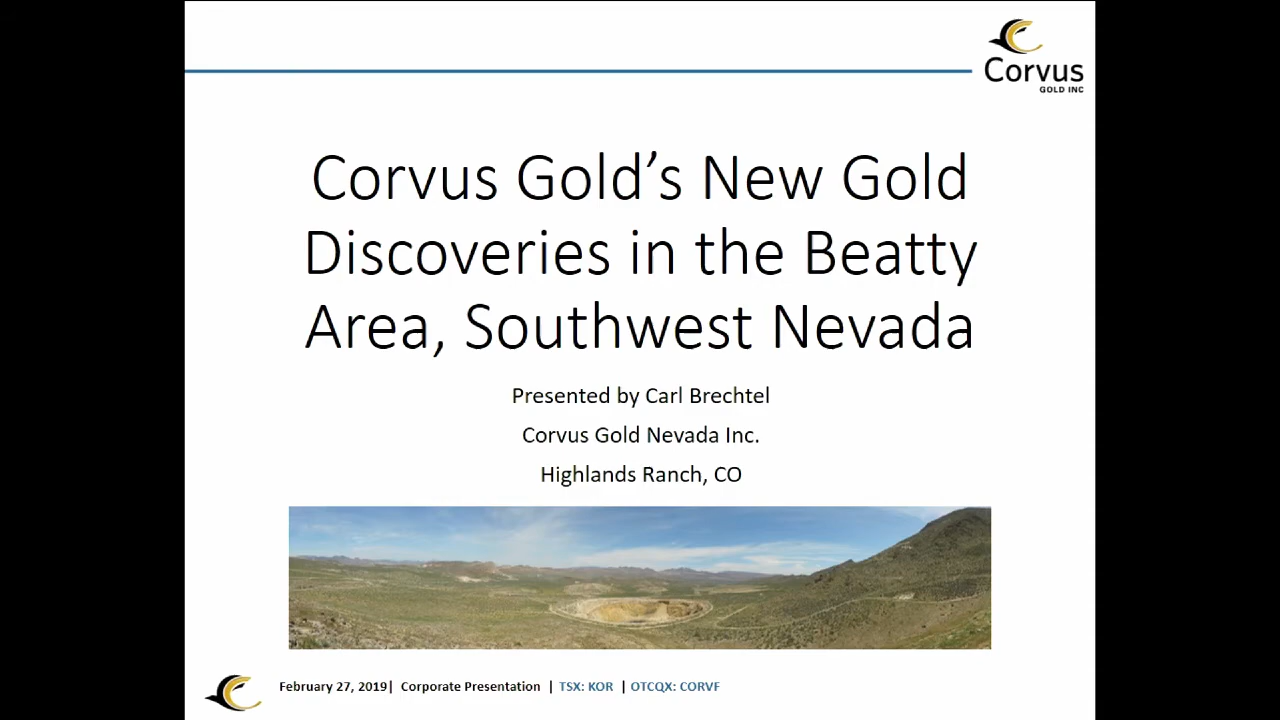 Corvus
GOLD INC
Corvus Gold’s New Gold
Discoveries in the Beatty
Area, Southwest Nevada
Presented by Carl Brechtel
Corvus Gold Nevada Inc.
Highlands Ranch, CO
February 27, 2019| Corporate Presentation | TSX: KOR | OTCQX: CORVF